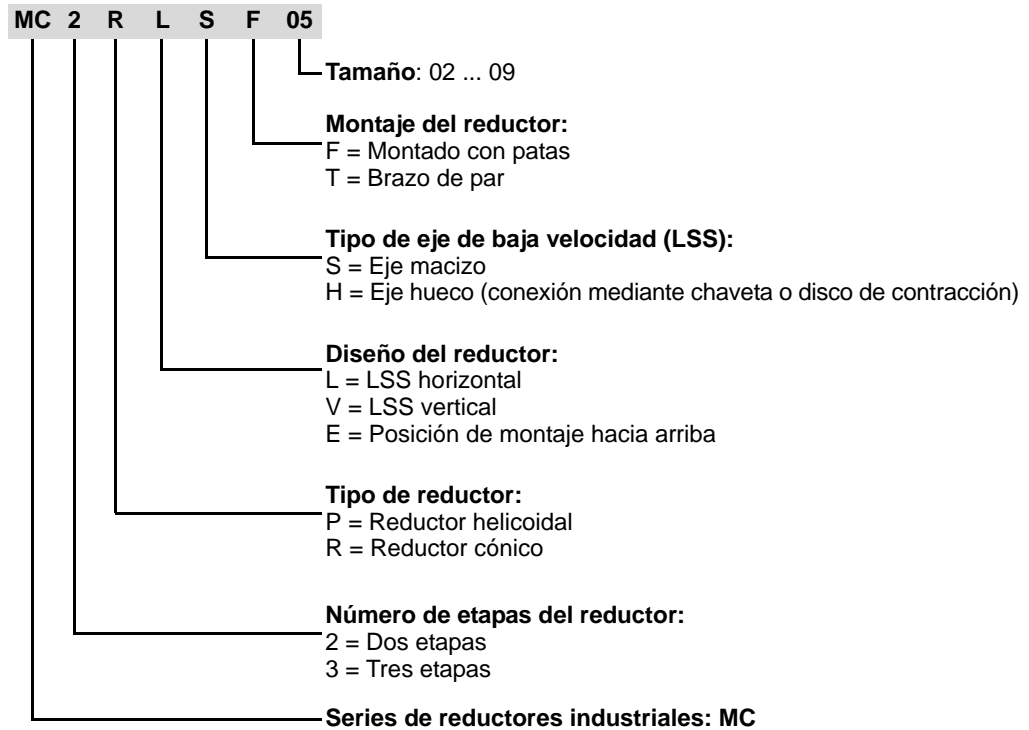 MC 2 R L S F 05
Tamaño: 02 ... 09
Montaje del reductor:
F = Montado con patas
T = Brazo de par
Tipo de eje de baja velocidad (LSS):
S = Eje macizo
H = Eje hueco (conexión mediante chaveta o disco de contracción)
Diseño del reductor:
L = LSS horizontal
V = LSS vertical
E = Posición de montaje hacia arriba
Tipo de reductor:
P = Reductor helicoidal
R = Reductor cónico
Número de etapas del reductor:
2 = Dos etapas
3 = Tres etapas
Series de reductores industriales: MC